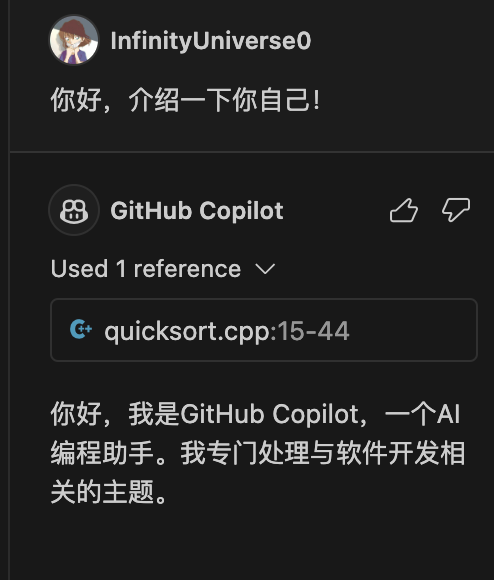 InfinityUniverse0
你好，介绍一下你自己！
GitHub Copilot
Used 1 reference
quicksort.cpp:15-44
你好，我是GitHub Copilot，一个AI
编程助手。我专门处理与软件开发相
关的主题。